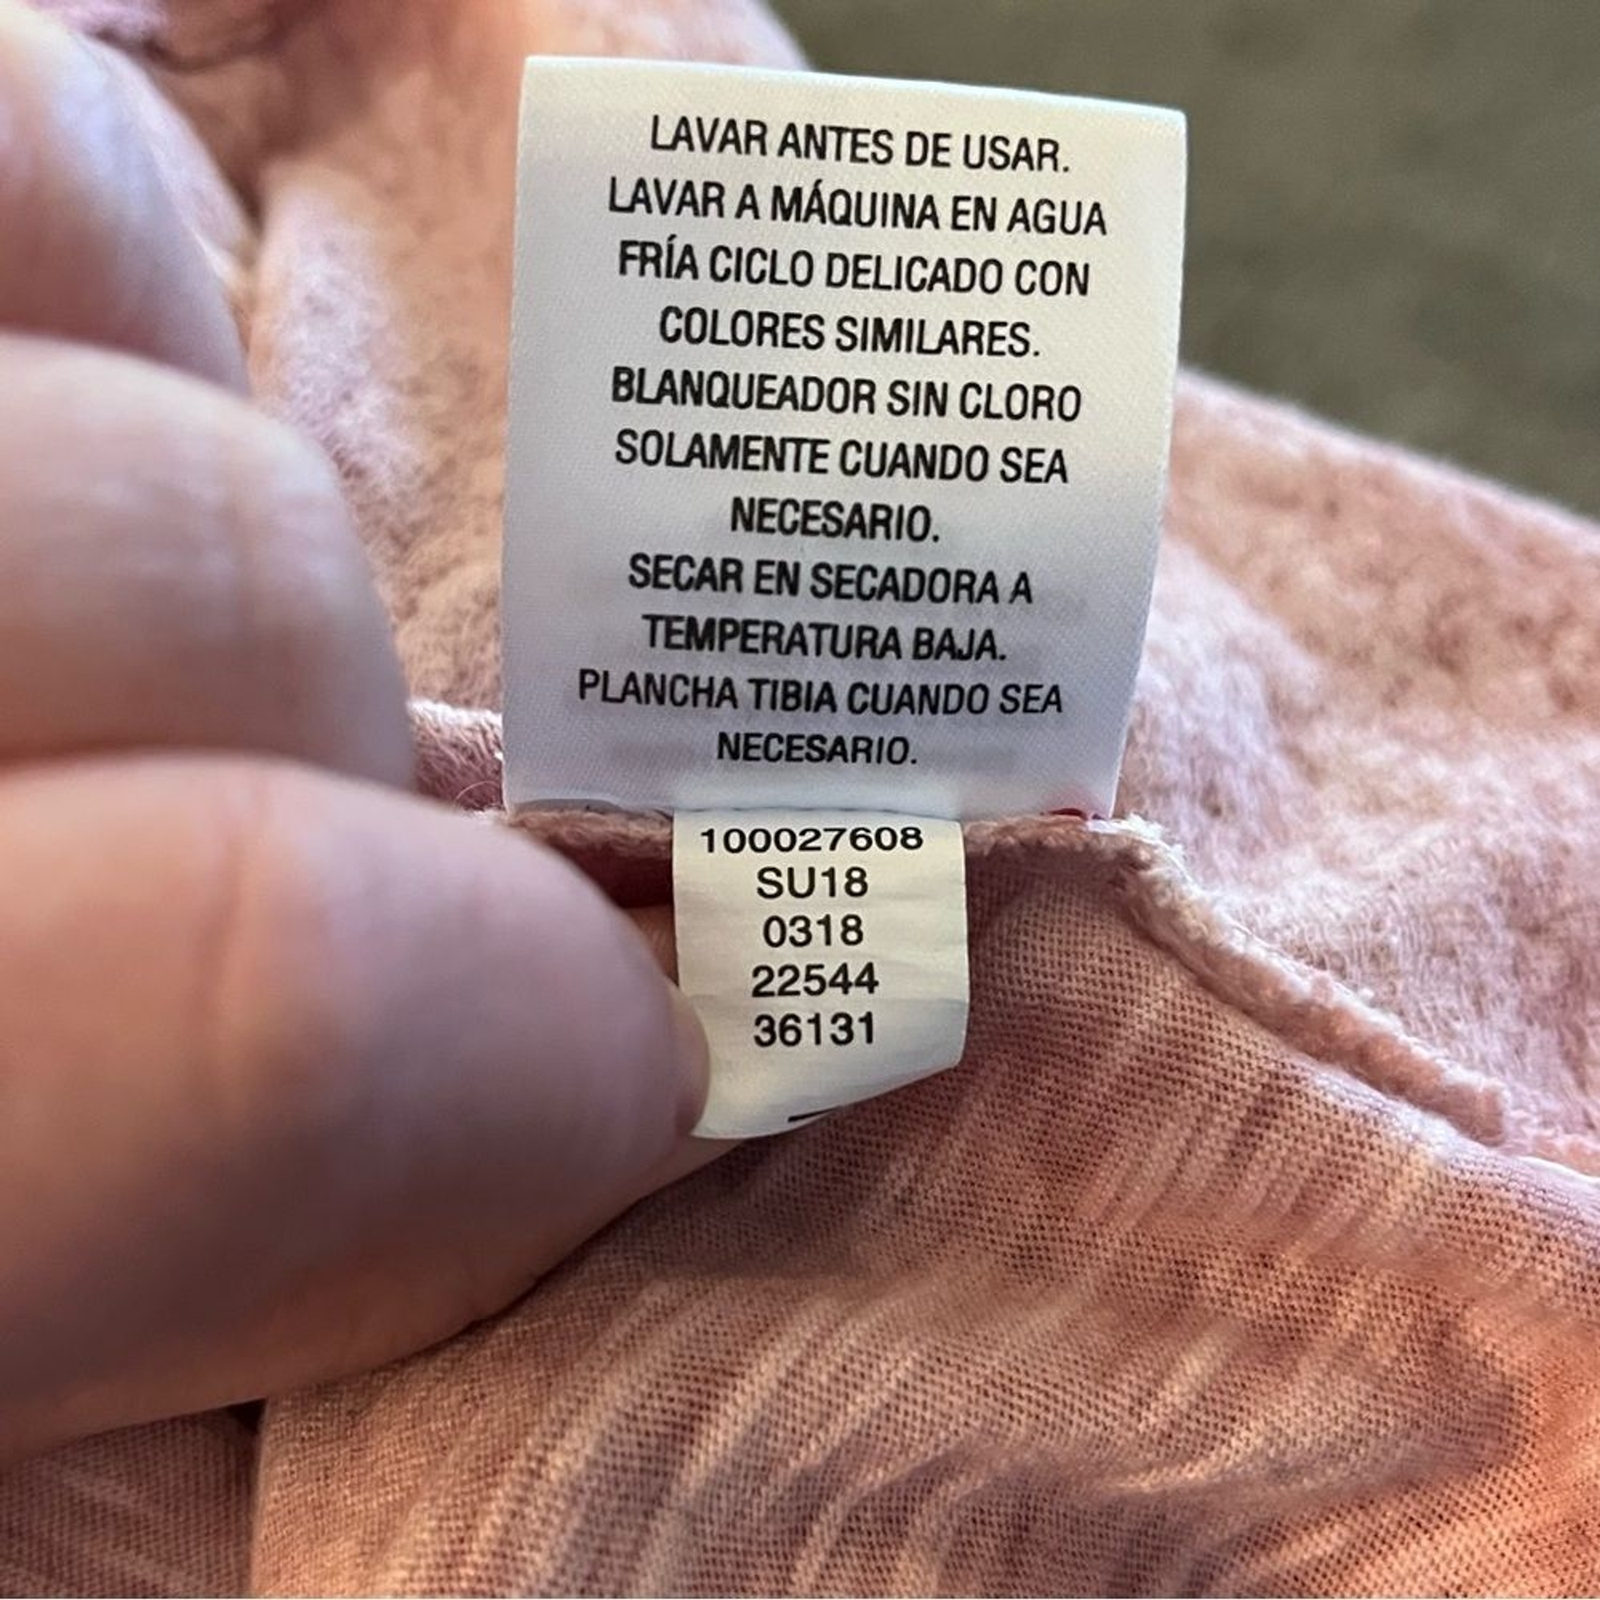 LAVAR ANTES DE USAR.
LAVAR A MÁQUINA EN AGUA
FRÍA CICLO DELICADO CON
COLORES SIMILARES.
BLANQUEADOR SIN CLORO
SOLAMENTE CUANDO SEA
NECESARIO.
SECAR EN SECADORA A
TEMPERATURA BAJA.
PLANCHA TIBIA CUANDO SEA
NECESARIO.
100027608
SU18
0318
22544
36131